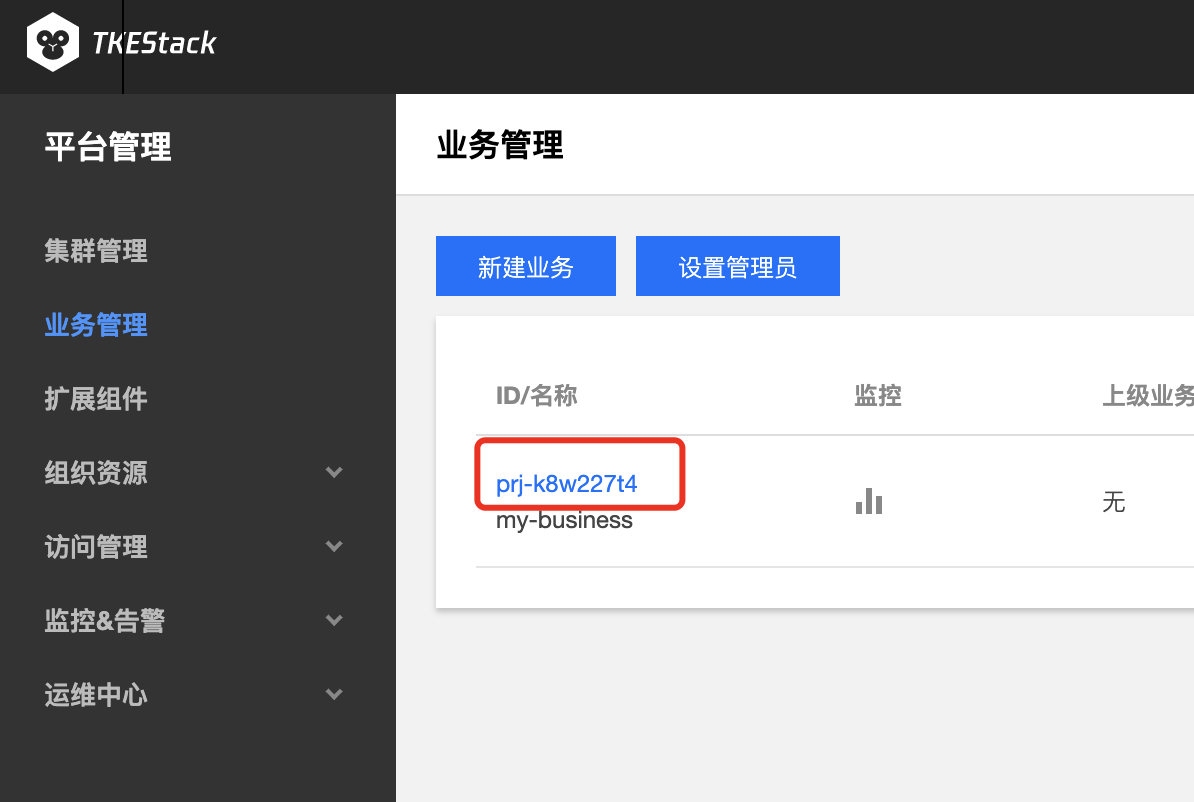 TKEStack
平台管理
集群管理
业务管理
扩展组件
组织资源
访问管理
监控&告警
运维中心
业务管理
新建业务 设置管理员
ID/名称 监控 上级业务
prj-k8w227t4
my-business
无